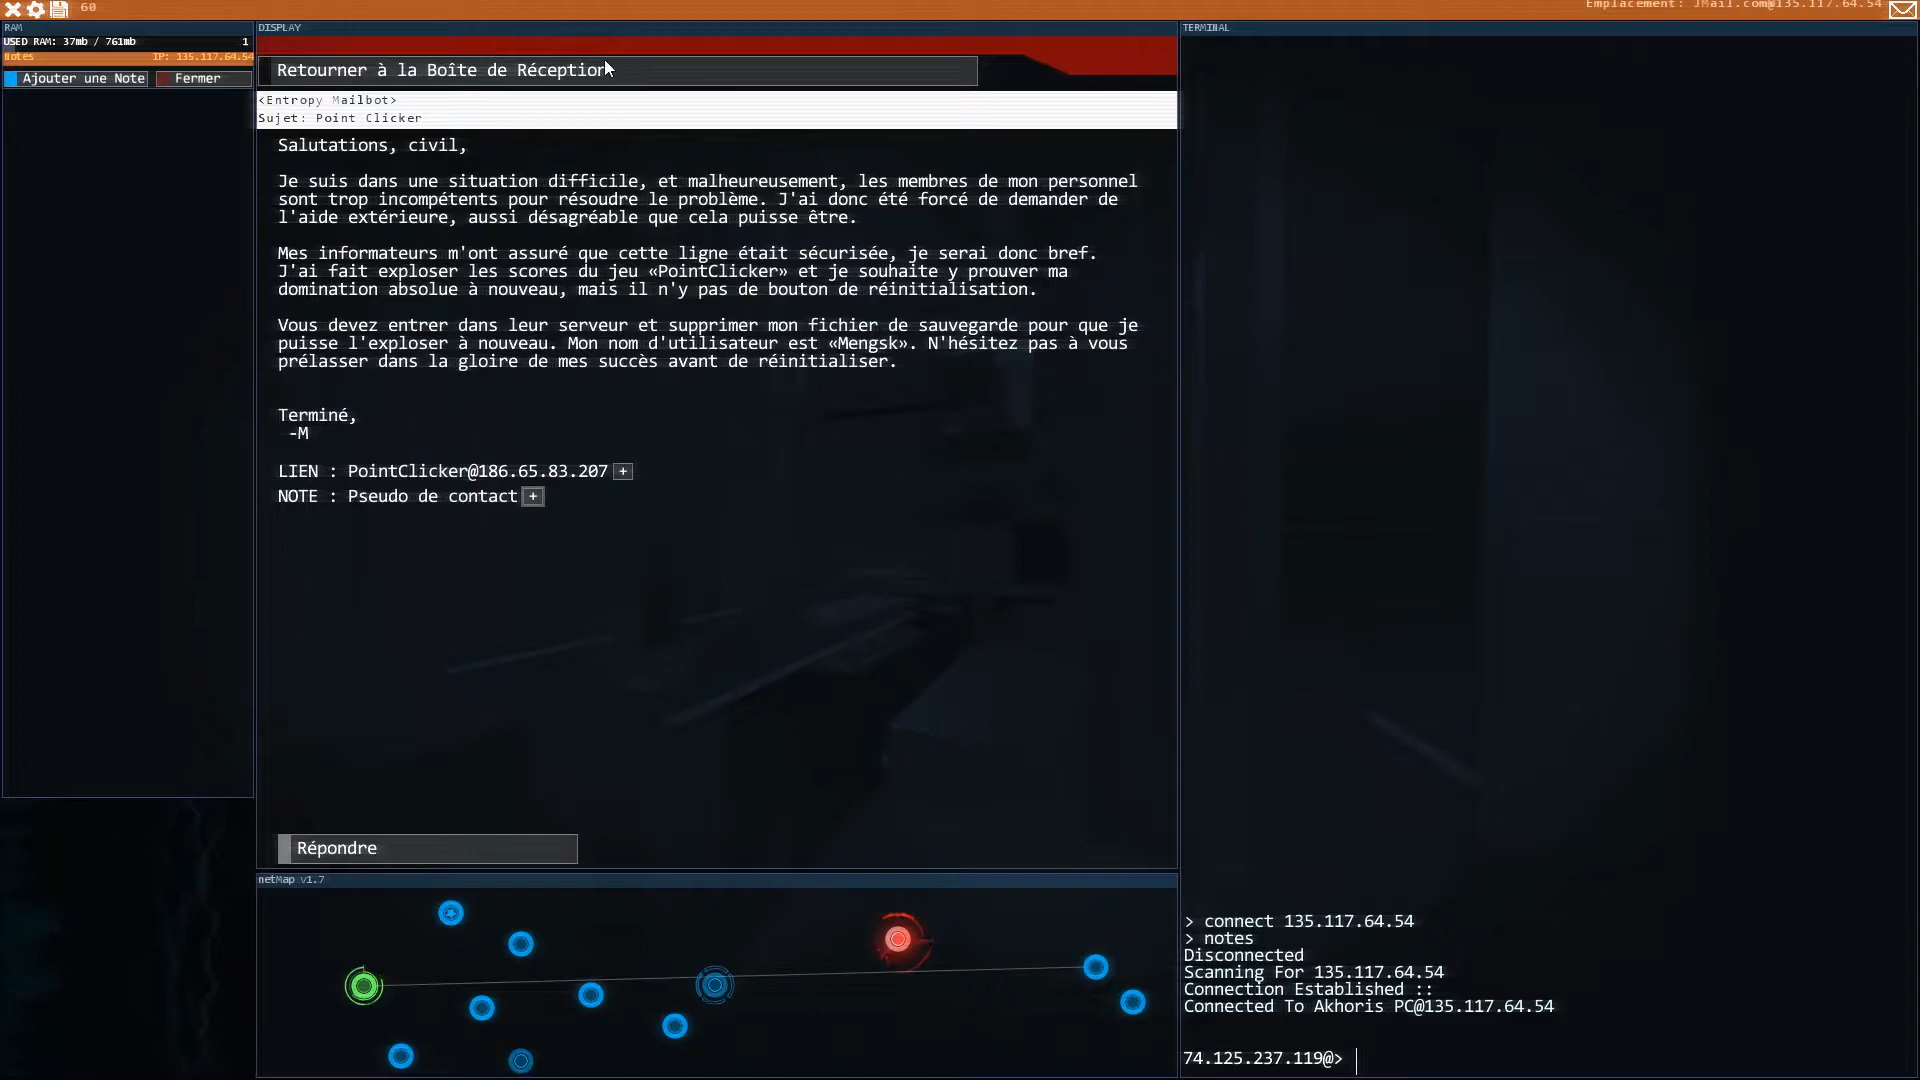 60
Emplacement: JMail.com@135.117.64.54
RAM
USED RAM: 37mb / 761mb 1
Notes IP: 135.117.64.54
Ajouter une Note Fermer
DISPLAY
Retourner à la Boîte de Réception
<Entropy Mailbot>
Sujet: Point Clicker
Salutations, civil,
Je suis dans une situation difficile, et malheureusement, les membres de mon personnel
sont trop incompétents pour résoudre le problème. J'ai donc été forcé de demander de
l'aide extérieure, aussi désagréable que cela puisse être.
Mes informateurs m'ont assuré que cette ligne était sécurisée, je serai donc bref.
J'ai fait exploser les scores du jeu «PointClicker» et je souhaite y prouver ma
domination absolue à nouveau, mais il n'y pas de bouton de réinitialisation.
Vous devez entrer dans leur serveur et supprimer mon fichier de sauvegarde pour que je
puisse l'exploser à nouveau. Mon nom d'utilisateur est «Mengsk». N'hésitez pas à vous
prélasser dans la gloire de mes succès avant de réinitialiser.
Terminé,
-M
LIEN : PointClicker@186.65.83.207 +
NOTE : Pseudo de contact +
Répondre
netMap v1.7
TERMINAL
> connect 135.117.64.54
> notes
Disconnected
Scanning For 135.117.64.54
Connection Established ::
Connected To Akhoris PC@135.117.64.54
74.125.237.119@>